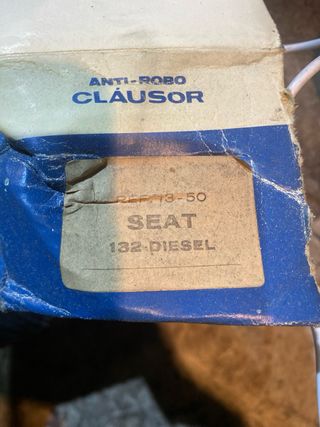 ANTI-ROBO
CLÁUSOR
REF. 13-50
SEAT
132-DIESEL